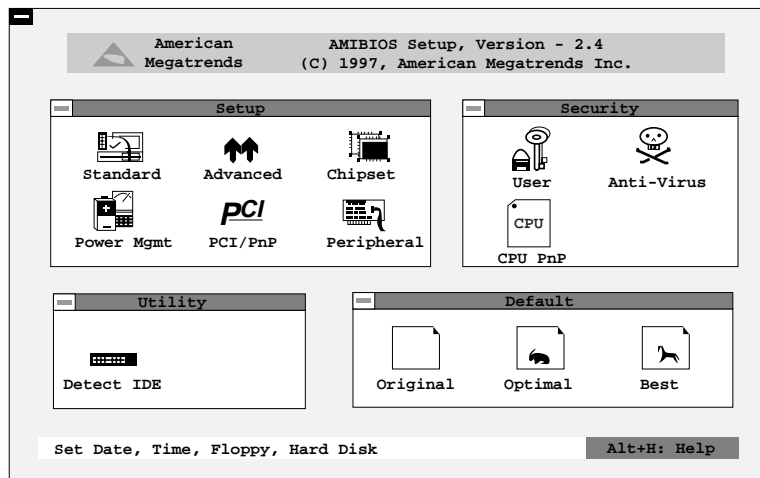 American AMIBIOS Setup, Version - 2.4
Megatrends (C) 1997, American Megatrends Inc.
Setup
Standard Advanced Chipset
PCI
Power Mgmt PCI/PnP Peripheral
Security
User Anti-Virus
CPU
CPU PnP
Utility
Detect IDE
Default
Original Optimal Best
Set Date, Time, Floppy, Hard Disk Alt+H: Help